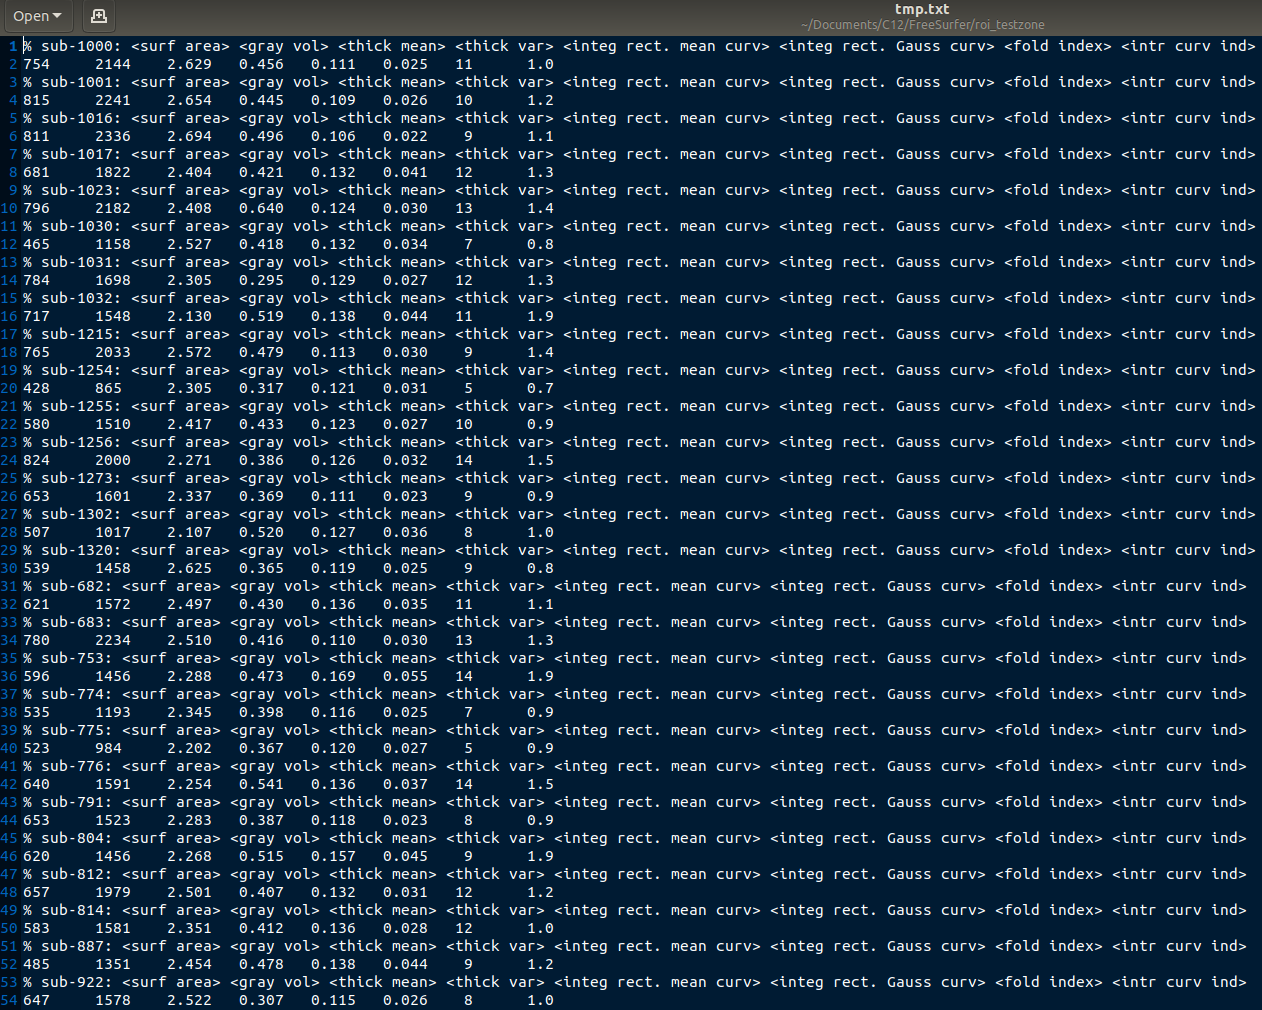 Open
tmp.txt
~/Documents/C12/FreeSurfer/roi_testzone
1 % sub-1000: <surf area> <gray vol> <thick mean> <thick var> <integ rect. mean curv> <integ rect. Gauss curv> <fold index> <intr curv ind>
2 754 2144 2.629 0.456 0.111 0.025 11 1.0
3 % sub-1001: <surf area> <gray vol> <thick mean> <thick var> <integ rect. mean curv> <integ rect. Gauss curv> <fold index> <intr curv ind>
4 815 2241 2.654 0.445 0.109 0.026 10 1.2
5 % sub-1016: <surf area> <gray vol> <thick mean> <thick var> <integ rect. mean curv> <integ rect. Gauss curv> <fold index> <intr curv ind>
6 811 2336 2.694 0.496 0.106 0.022 9 1.1
7 % sub-1017: <surf area> <gray vol> <thick mean> <thick var> <integ rect. mean curv> <integ rect. Gauss curv> <fold index> <intr curv ind>
8 681 1822 2.404 0.421 0.132 0.041 12 1.3
9 % sub-1023: <surf area> <gray vol> <thick mean> <thick var> <integ rect. mean curv> <integ rect. Gauss curv> <fold index> <intr curv ind>
10 796 2182 2.408 0.640 0.124 0.030 13 1.4
11 % sub-1030: <surf area> <gray vol> <thick mean> <thick var> <integ rect. mean curv> <integ rect. Gauss curv> <fold index> <intr curv ind>
12 465 1158 2.527 0.418 0.132 0.034 7 0.8
13 % sub-1031: <surf area> <gray vol> <thick mean> <thick var> <integ rect. mean curv> <integ rect. Gauss curv> <fold index> <intr curv ind>
14 784 1698 2.305 0.295 0.129 0.027 12 1.3
15 % sub-1032: <surf area> <gray vol> <thick mean> <thick var> <integ rect. mean curv> <integ rect. Gauss curv> <fold index> <intr curv ind>
16 717 1548 2.130 0.519 0.138 0.044 11 1.9
17 % sub-1215: <surf area> <gray vol> <thick mean> <thick var> <integ rect. mean curv> <integ rect. Gauss curv> <fold index> <intr curv ind>
18 765 2033 2.572 0.479 0.113 0.030 9 1.4
19 % sub-1254: <surf area> <gray vol> <thick mean> <thick var> <integ rect. mean curv> <integ rect. Gauss curv> <fold index> <intr curv ind>
20 428 865 2.305 0.317 0.121 0.031 5 0.7
21 % sub-1255: <surf area> <gray vol> <thick mean> <thick var> <integ rect. mean curv> <integ rect. Gauss curv> <fold index> <intr curv ind>
22 580 1510 2.417 0.433 0.123 0.027 10 0.9
23 % sub-1256: <surf area> <gray vol> <thick mean> <thick var> <integ rect. mean curv> <integ rect. Gauss curv> <fold index> <intr curv ind>
24 824 2000 2.271 0.386 0.126 0.032 14 1.5
25 % sub-1273: <surf area> <gray vol> <thick mean> <thick var> <integ rect. mean curv> <integ rect. Gauss curv> <fold index> <intr curv ind>
26 653 1601 2.337 0.369 0.111 0.023 9 0.9
27 % sub-1302: <surf area> <gray vol> <thick mean> <thick var> <integ rect. mean curv> <integ rect. Gauss curv> <fold index> <intr curv ind>
28 507 1017 2.107 0.520 0.127 0.036 8 1.0
29 % sub-1320: <surf area> <gray vol> <thick mean> <thick var> <integ rect. mean curv> <integ rect. Gauss curv> <fold index> <intr curv ind>
30 539 1458 2.625 0.365 0.119 0.025 9 0.8
31 % sub-682: <surf area> <gray vol> <thick mean> <thick var> <integ rect. mean curv> <integ rect. Gauss curv> <fold index> <intr curv ind>
32 621 1572 2.497 0.430 0.136 0.035 11 1.1
33 % sub-683: <surf area> <gray vol> <thick mean> <thick var> <integ rect. mean curv> <integ rect. Gauss curv> <fold index> <intr curv ind>
34 780 2234 2.510 0.416 0.110 0.030 13 1.3
35 % sub-753: <surf area> <gray vol> <thick mean> <thick var> <integ rect. mean curv> <integ rect. Gauss curv> <fold index> <intr curv ind>
36 596 1456 2.288 0.473 0.169 0.055 14 1.9
37 % sub-774: <surf area> <gray vol> <thick mean> <thick var> <integ rect. mean curv> <integ rect. Gauss curv> <fold index> <intr curv ind>
38 535 1193 2.345 0.398 0.116 0.025 7 0.9
39 % sub-775: <surf area> <gray vol> <thick mean> <thick var> <integ rect. mean curv> <integ rect. Gauss curv> <fold index> <intr curv ind>
40 523 984 2.202 0.367 0.120 0.027 5 0.9
41 % sub-776: <surf area> <gray vol> <thick mean> <thick var> <integ rect. mean curv> <integ rect. Gauss curv> <fold index> <intr curv ind>
42 640 1591 2.254 0.541 0.136 0.037 14 1.5
43 % sub-791: <surf area> <gray vol> <thick mean> <thick var> <integ rect. mean curv> <integ rect. Gauss curv> <fold index> <intr curv ind>
44 653 1523 2.283 0.387 0.118 0.023 8 0.9
45 % sub-804: <surf area> <gray vol> <thick mean> <thick var> <integ rect. mean curv> <integ rect. Gauss curv> <fold index> <intr curv ind>
46 620 1456 2.268 0.515 0.157 0.045 9 1.9
47 % sub-812: <surf area> <gray vol> <thick mean> <thick var> <integ rect. mean curv> <integ rect. Gauss curv> <fold index> <intr curv ind>
48 657 1979 2.501 0.407 0.132 0.031 12 1.2
49 % sub-814: <surf area> <gray vol> <thick mean> <thick var> <integ rect. mean curv> <integ rect. Gauss curv> <fold index> <intr curv ind>
50 583 1581 2.351 0.412 0.136 0.028 12 1.0
51 % sub-887: <surf area> <gray vol> <thick mean> <thick var> <integ rect. mean curv> <integ rect. Gauss curv> <fold index> <intr curv ind>
52 485 1351 2.454 0.478 0.138 0.044 9 1.2
53 % sub-922: <surf area> <gray vol> <thick mean> <thick var> <integ rect. mean curv> <integ rect. Gauss curv> <fold index> <intr curv ind>
54 647 1578 2.522 0.307 0.115 0.026 8 1.0